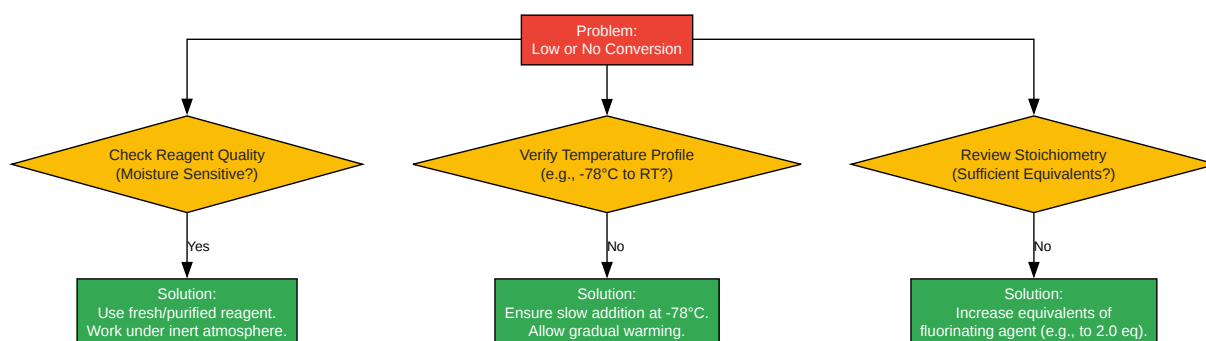 Problem:
Low or No Conversion
Check Reagent Quality
(Moisture Sensitive?)
Verify Temperature Profile
(e.g., -78°C to RT?)
Review Stoichiometry
(Sufficient Equivalents?)
Yes
No
No
Solution:
Use fresh/purified reagent.
Work under inert atmosphere.
Solution:
Ensure slow addition at -78°C.
Allow gradual warming.
Solution:
Increase equivalents of
fluorinating agent (e.g., to 2.0 eq).